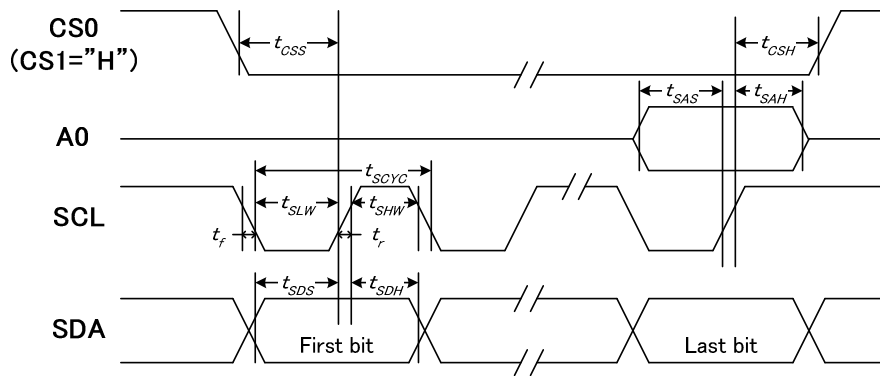 CS0
(CS1="H")
tCSS
tCSH
tSAS
tSAH
A0
tSCYC
SCL
tSLW
tSHW
tf
tr
tSDS
tSDH
SDA
First bit
Last bit